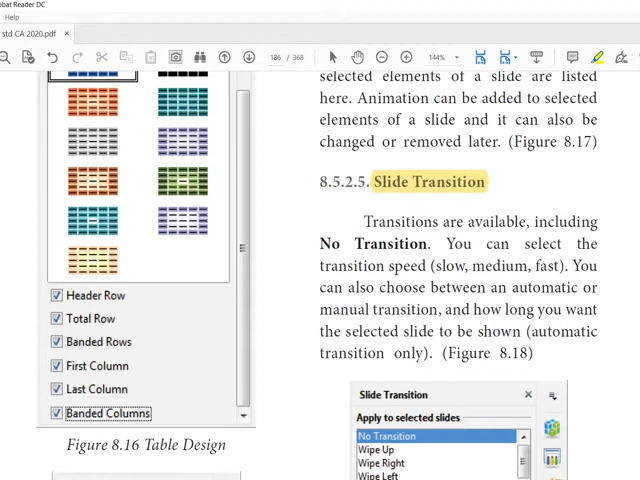 obat Reader DC
Help
std CA 2020.pdf ×
186 / 368
144%
Header Row
Total Row
Banded Rows
First Column
Last Column
Banded Columns
Figure 8.16 Table Design
selected elements of a slide are listed
here. Animation can be added to selected
elements of a slide and it can also be
changed or removed later. (Figure 8.17)
8.5.2.5. Slide Transition
Transitions are available, including
No Transition. You can select the
transition speed (slow, medium, fast). You
can also choose between an automatic or
manual transition, and how long you want
the selected slide to be shown (automatic
transition only). (Figure 8.18)
Slide Transition
Apply to selected slides
No Transition
Wipe Up
Wipe Right
Wipe Left